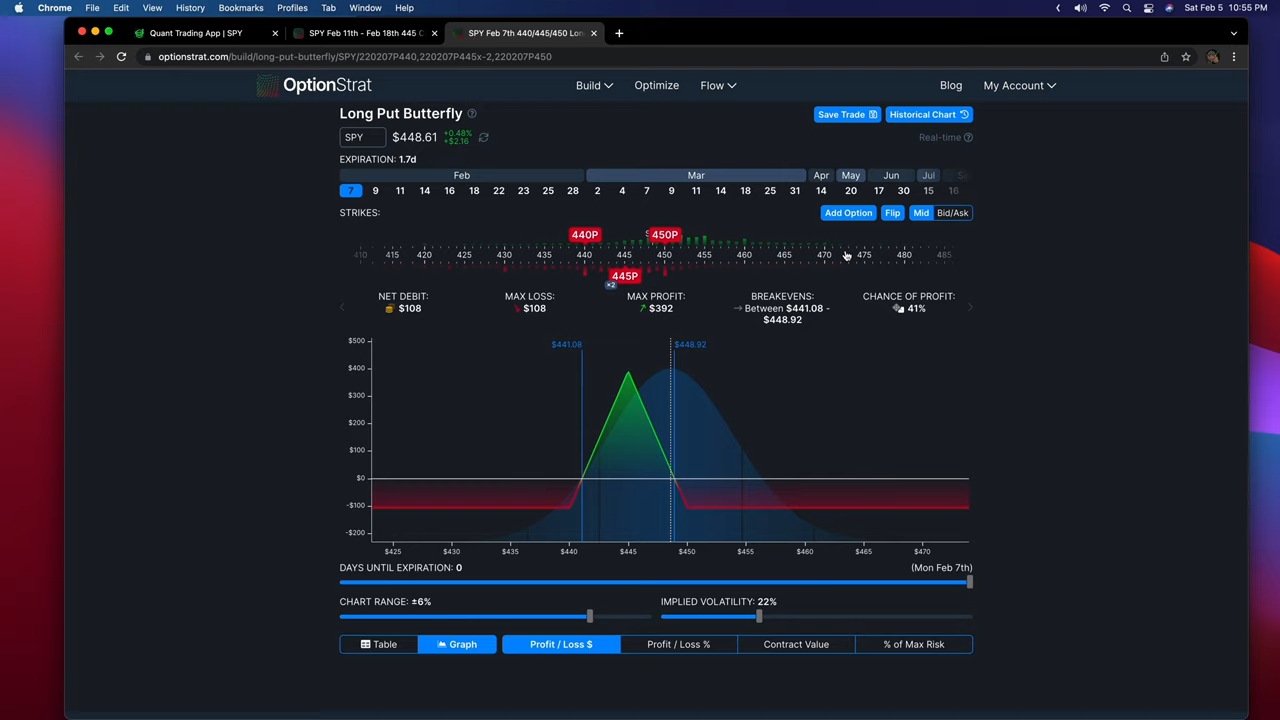 Chrome File Edit View History Bookmarks Profiles Tab Window Help Sat Feb 5 10:55 PM
Quant Trading App | SPY SPY Feb 11th - Feb 18th 445 C SPY Feb 7th 440/445/450 Lon
optionstrat.com/build/long-put-butterfly/SPY/220207P440,220207P445x-2,220207P450
OptionStrat Build Optimize Flow Blog My Account
Long Put Butterfly Save Trade Historical Chart
SPY $448.61 +0.48% +$2.16 Real-time
EXPIRATION: 1.7d
Feb Mar Apr May Jun Jul
7 9 11 14 16 18 22 23 25 28 2 4 7 9 11 14 18 25 31 14 20 17 30 15 16
STRIKES: Add Option Flip Mid Bid/Ask
440P 450P
410 415 420 425 430 435 440 445 450 455 460 465 470 475 480 485
445P
x2
NET DEBIT: MAX LOSS: MAX PROFIT: BREAKEVENS: CHANCE OF PROFIT:
$108 $108 $392 Between $441.08 - $448.92 41%
$441.08 $448.92
$500
$400
$300
$200
$100
$0
-$100
-$200
$425 $430 $435 $440 $445 $450 $455 $460 $465 $470
DAYS UNTIL EXPIRATION: 0 (Mon Feb 7th)
CHART RANGE: ±6% IMPLIED VOLATILITY: 22%
Table Graph Profit / Loss $ Profit / Loss % Contract Value % of Max Risk